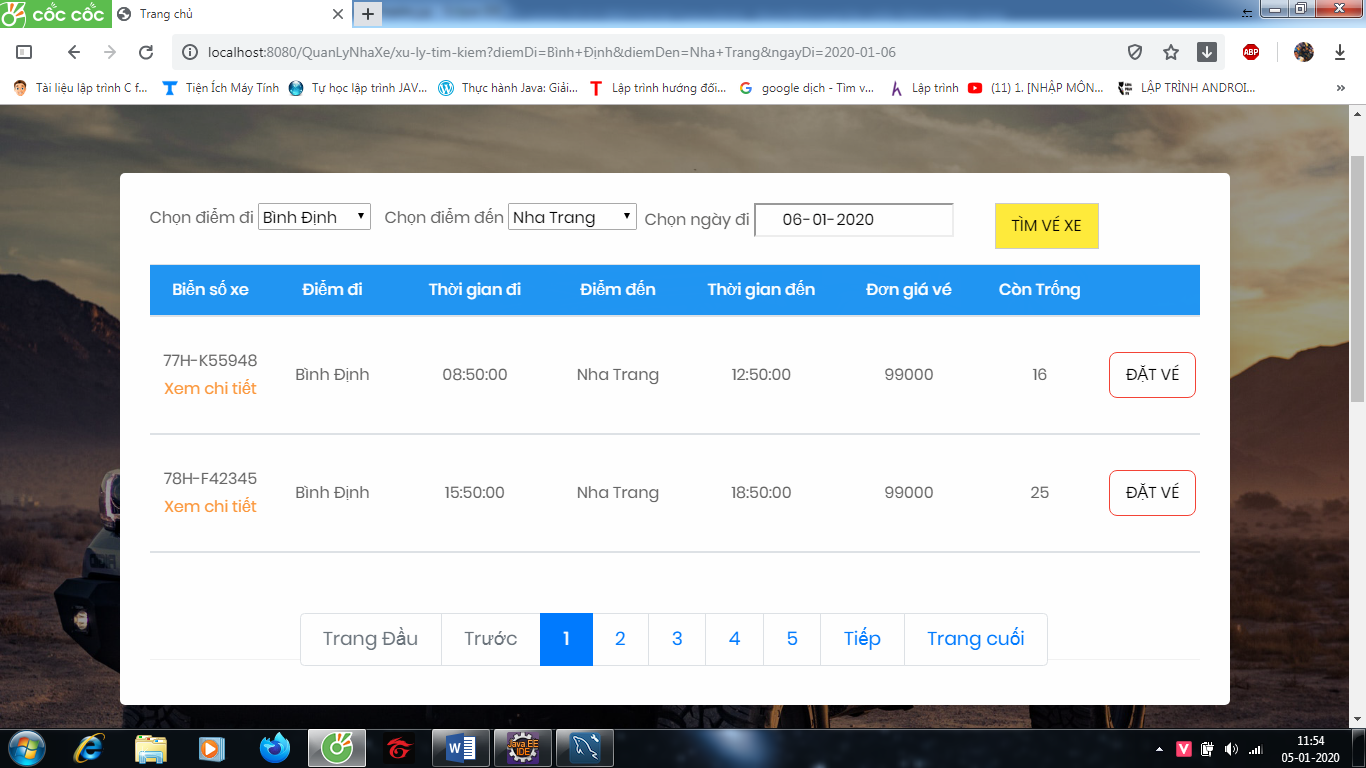 cốc cốc Trang chủ
localhost:8080/QuanLyNhaXe/xu-ly-tim-kiem?diemDi=Bình+Định&diemDen=Nha+Trang&ngayDi=2020-01-06 ABP
Tài liệu lập trình C f... Tiện Ích Máy Tính Tự học lập trình JAV... Thực hành Java: Giải... Lập trình hướng đối... google dịch - Tìm v... Lập trình (11) 1. [NHẬP MÔN... LẬP TRÌNH ANDROI...
Chọn điểm đi Bình Định Chọn điểm đến Nha Trang Chọn ngày đi 06-01-2020 TÌM VÉ XE
Biển số xe Điểm đi Thời gian đi Điểm đến Thời gian đến Đơn giá vé Còn Trống
77H-K55948
Xem chi tiết
Bình Định 08:50:00 Nha Trang 12:50:00 99000 16 ĐẶT VÉ
78H-F42345
Xem chi tiết
Bình Định 15:50:00 Nha Trang 18:50:00 99000 25 ĐẶT VÉ
Trang Đầu Trước 1 2 3 4 5 Tiếp Trang cuối
Java EE
IDE
11:54
05-01-2020